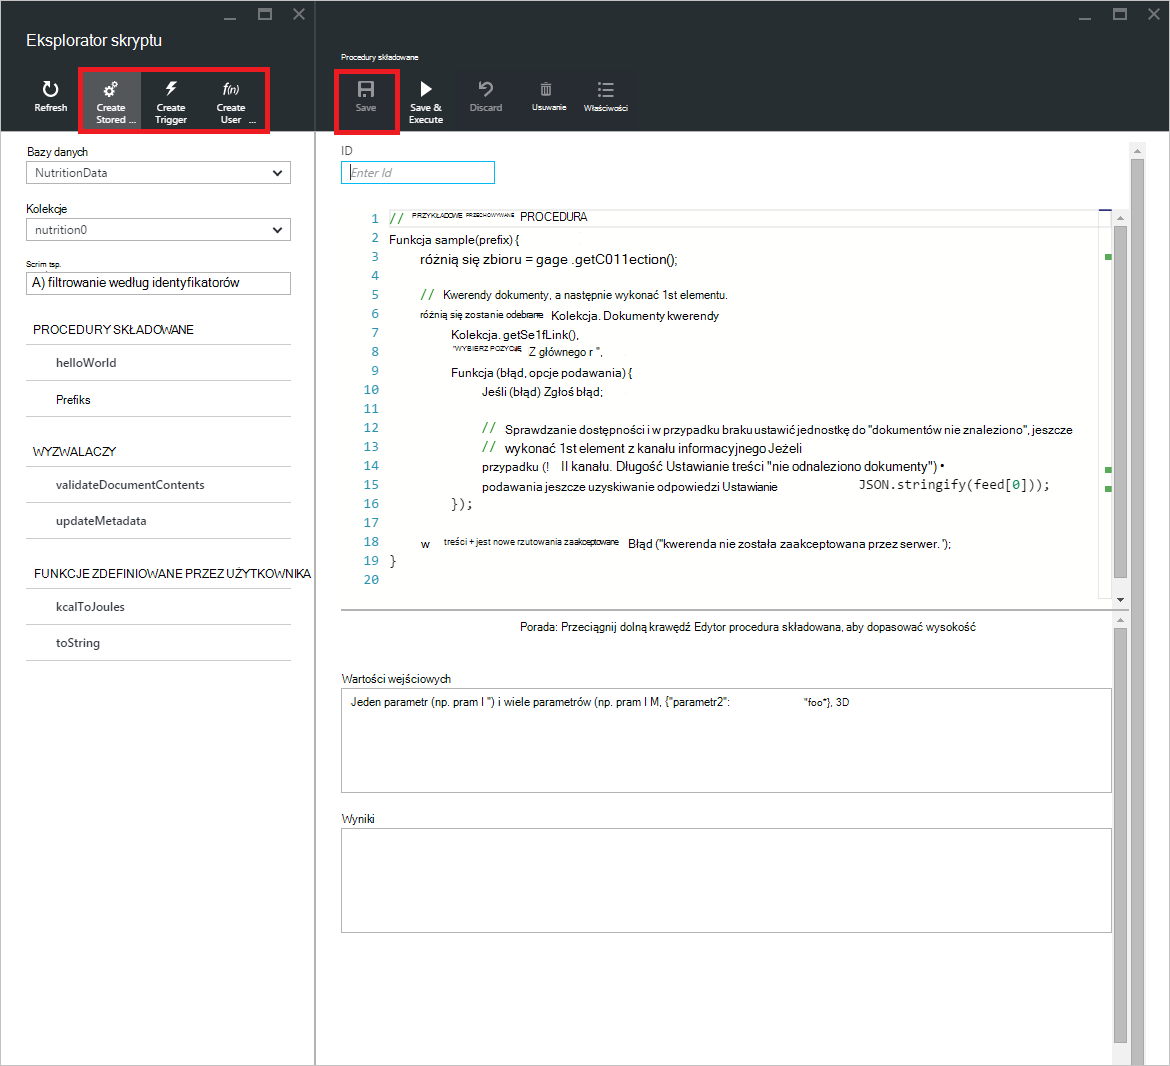 Eksplorator skryptu
Refresh
Create
Stored ...
Create
Trigger
f(n)
Create
User ...
Bazy danych
NutritionData
Kolekcje
nutrition0
Scrim tsp.
A) filtrowanie według identyfikatorów
PROCEDURY SKŁADOWANE
helloWorld
Prefiks
WYZWALACZY
validateDocumentContents
updateMetadata
FUNKCJE ZDEFINIOWANE PRZEZ UŻYTKOWNIKA
kcalToJoules
toString
Procedury składowane
Save
Save &
Execute
Discard
Usuwanie
Właściwości
ID
Enter Id
1 // PRZYKŁADOWE PRZECHOWYWANE PROCEDURA
2 Funkcja sample(prefix) {
3 różnią się zbioru = gage .getC011ection();
4
5 // Kwerendy dokumenty, a następnie wykonać 1st elementu.
6 różnią się zostanie odebrane Kolekcja. Dokumenty kwerendy
7 Kolekcja. getSe1fLink(),
8 "WYBIERZ POZYCJĘ Z głównego r ",
9 Funkcja (błąd, opcje podawania) {
10 Jeśli (błąd) Zgłoś błąd;
11
12 // Sprawdzanie dostępności i w przypadku braku ustawić jednostkę do "dokumentów nie znaleziono", jeszcze
13 // wykonać 1st element z kanału informacyjnego Jeżeli
14 przypadku (! II kanału. Długość Ustawianie treści "nie odnaleziono dokumenty") •
15 podawania jeszcze uzyskiwanie odpowiedzi Ustawianie JSON.stringify(feed[0]));
16 });
17
18 w treści + jest nowe rzutowania zaakceptowane Błąd ("kwerenda nie została zaakceptowana przez serwer. ');
19 }
20
Porada: Przeciągnij dolną krawędź Edytor procedura składowana, aby dopasować wysokość
Wartości wejściowych
Jeden parametr (np. pram I ") i wiele parametrów (np. pram I M, {"parametr2": "foo"}, 3D
Wyniki